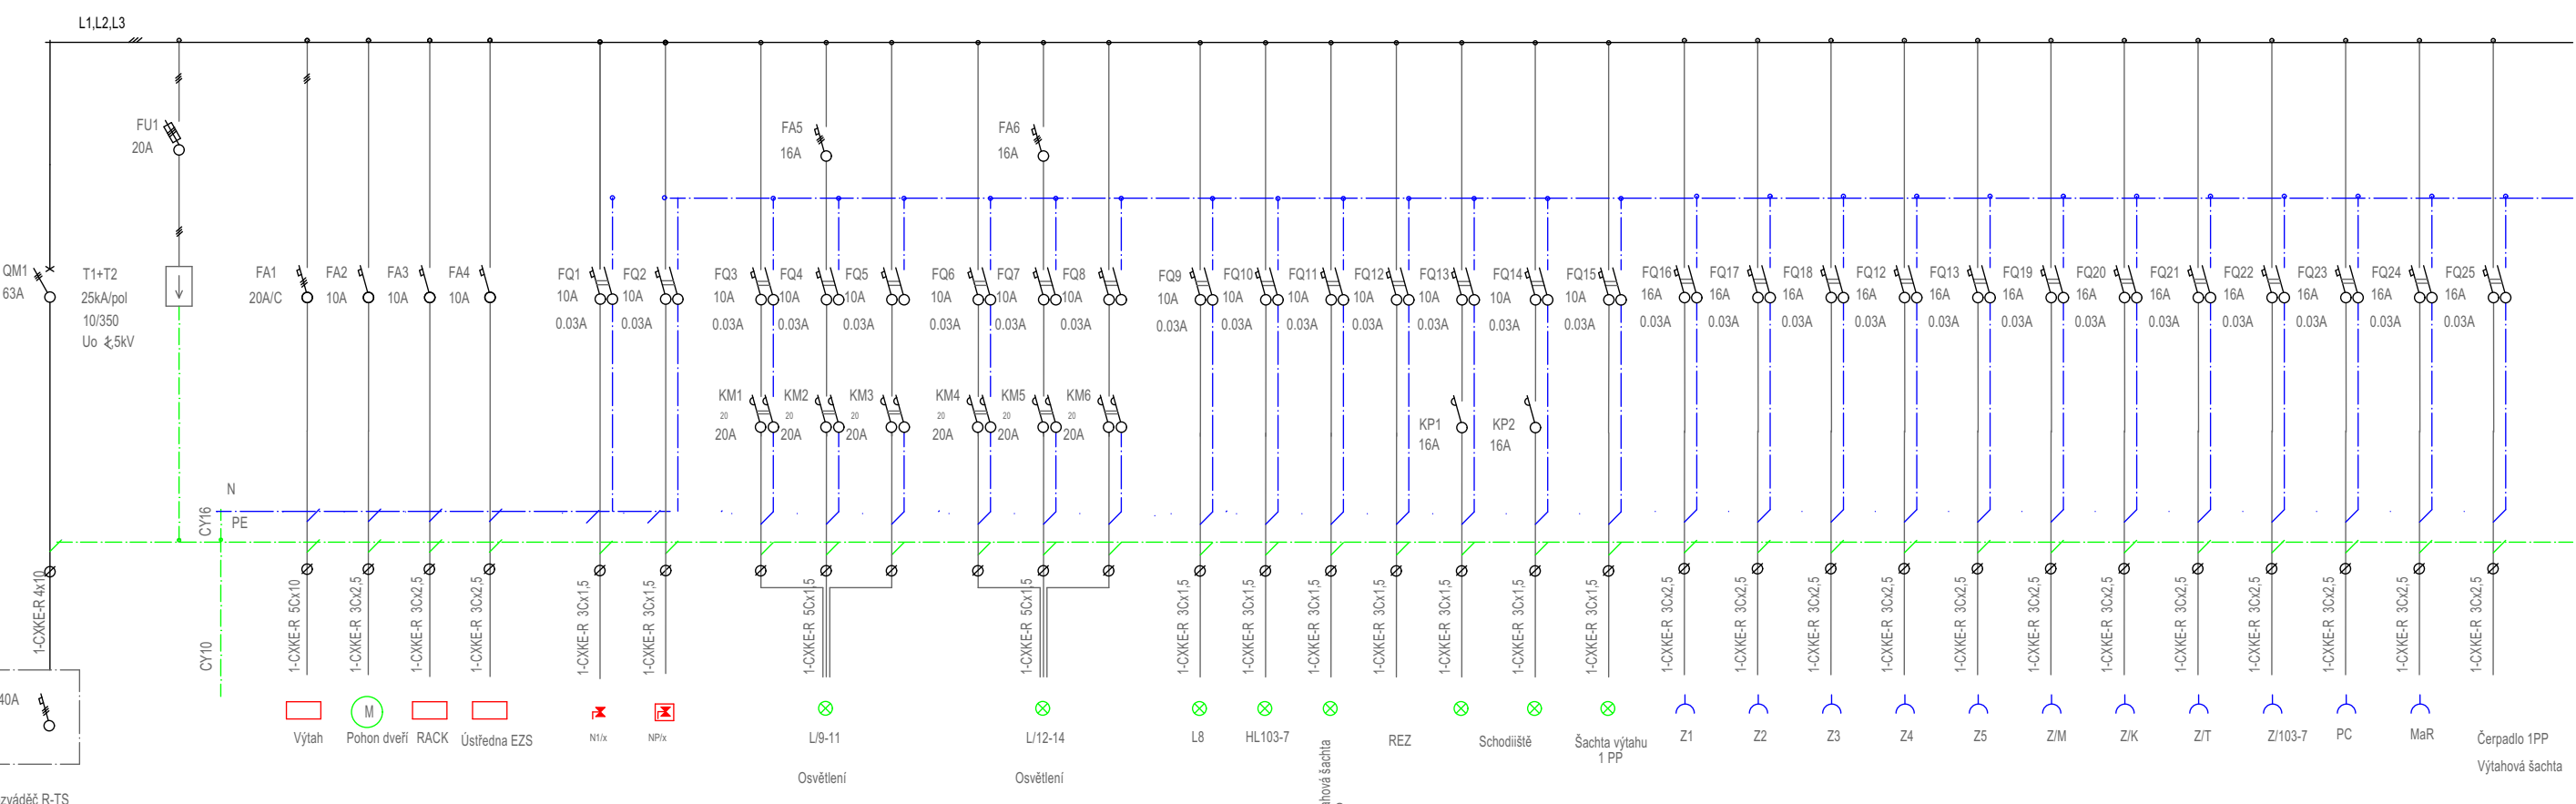 L1,L2,L3
FU1
20A
FA5
16A
FA6
16A
QM1
63A
T1+T2
25kA/pol
10/350
Uo
,5kV
FA1
20A/C
FA2
10A
FA3
10A
FA4
10A
FQ1
10A
0.03A
FQ2
10A
0.03A
FQ3
10A
0.03A
FQ4
10A
0.03A
FQ5
10A
0.03A
FQ6
10A
0.03A
FQ7
10A
0.03A
FQ8
10A
0.03A
FQ9
10A
0.03A
FQ10
10A
0.03A
FQ11
10A
0.03A
FQ12
10A
0.03A
FQ13
10A
0.03A
FQ14
10A
0.03A
FQ15
10A
0.03A
FQ16
16A
0.03A
FQ17
16A
0.03A
FQ18
16A
0.03A
FQ12
16A
0.03A
FQ13
16A
0.03A
FQ19
16A
0.03A
FQ20
16A
0.03A
FQ21
16A
0.03A
FQ22
16A
0.03A
FQ23
16A
0.03A
FQ24
16A
0.03A
FQ25
16A
0.03A
KM1
20
20A
KM2
20
20A
KM3
20
20A
KM4
20
20A
KM5
20
20A
KM6
20
20A
KP1
16A
KP2
16A
N
PE
CY16
CY10
1-CXKE-R 4x10
1-CXKE-R 5Cx10
1-CXKE-R 3Cx2,5
1-CXKE-R 3Cx2,5
1-CXKE-R 3Cx2,5
1-CXKE-R 3Cx1,5
1-CXKE-R 3Cx1,5
1-CXKE-R 5Cx1,5
1-CXKE-R 5Cx1,5
1-CXKE-R 3Cx1,5
1-CXKE-R 3Cx1,5
1-CXKE-R 3Cx1,5
1-CXKE-R 3Cx1,5
1-CXKE-R 3Cx1,5
1-CXKE-R 3Cx1,5
1-CXKE-R 3Cx1,5
1-CXKE-R 3Cx2,5
1-CXKE-R 3Cx2,5
1-CXKE-R 3Cx2,5
1-CXKE-R 3Cx2,5
1-CXKE-R 3Cx2,5
1-CXKE-R 3Cx2,5
1-CXKE-R 3Cx2,5
1-CXKE-R 3Cx2,5
1-CXKE-R 3Cx2,5
1-CXKE-R 3Cx2,5
1-CXKE-R 3Cx2,5
1-CXKE-R 3Cx2,5
40A
M
Výtah
Pohon dveří
RACK
Ústředna EZS
N1/x
NP/x
L/9-11
Osvětlení
L/12-14
Osvětlení
L8
HL103-7
ahová šachta
REZ
Schodiiště
Šachta výtahu
1 PP
Z1
Z2
Z3
Z4
Z5
Z/M
Z/K
Z/T
Z/103-7
PC
MaR
Čerpadlo 1PP
Výtahová šachta
zváděč R-TS